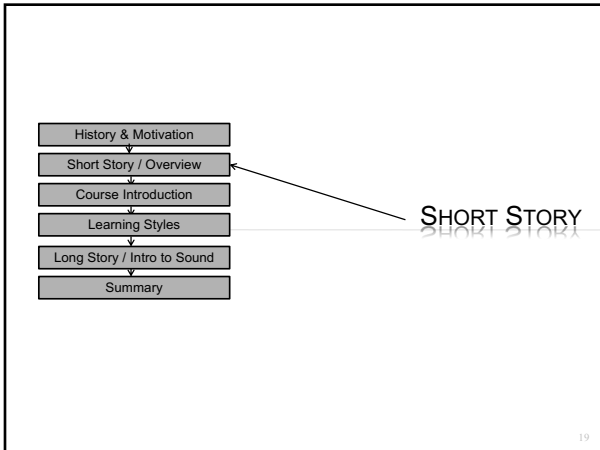 History & Motivation
Short Story / Overview
Course Introduction
Learning Styles
Long Story / Intro to Sound
Summary
SHORT STORY
19